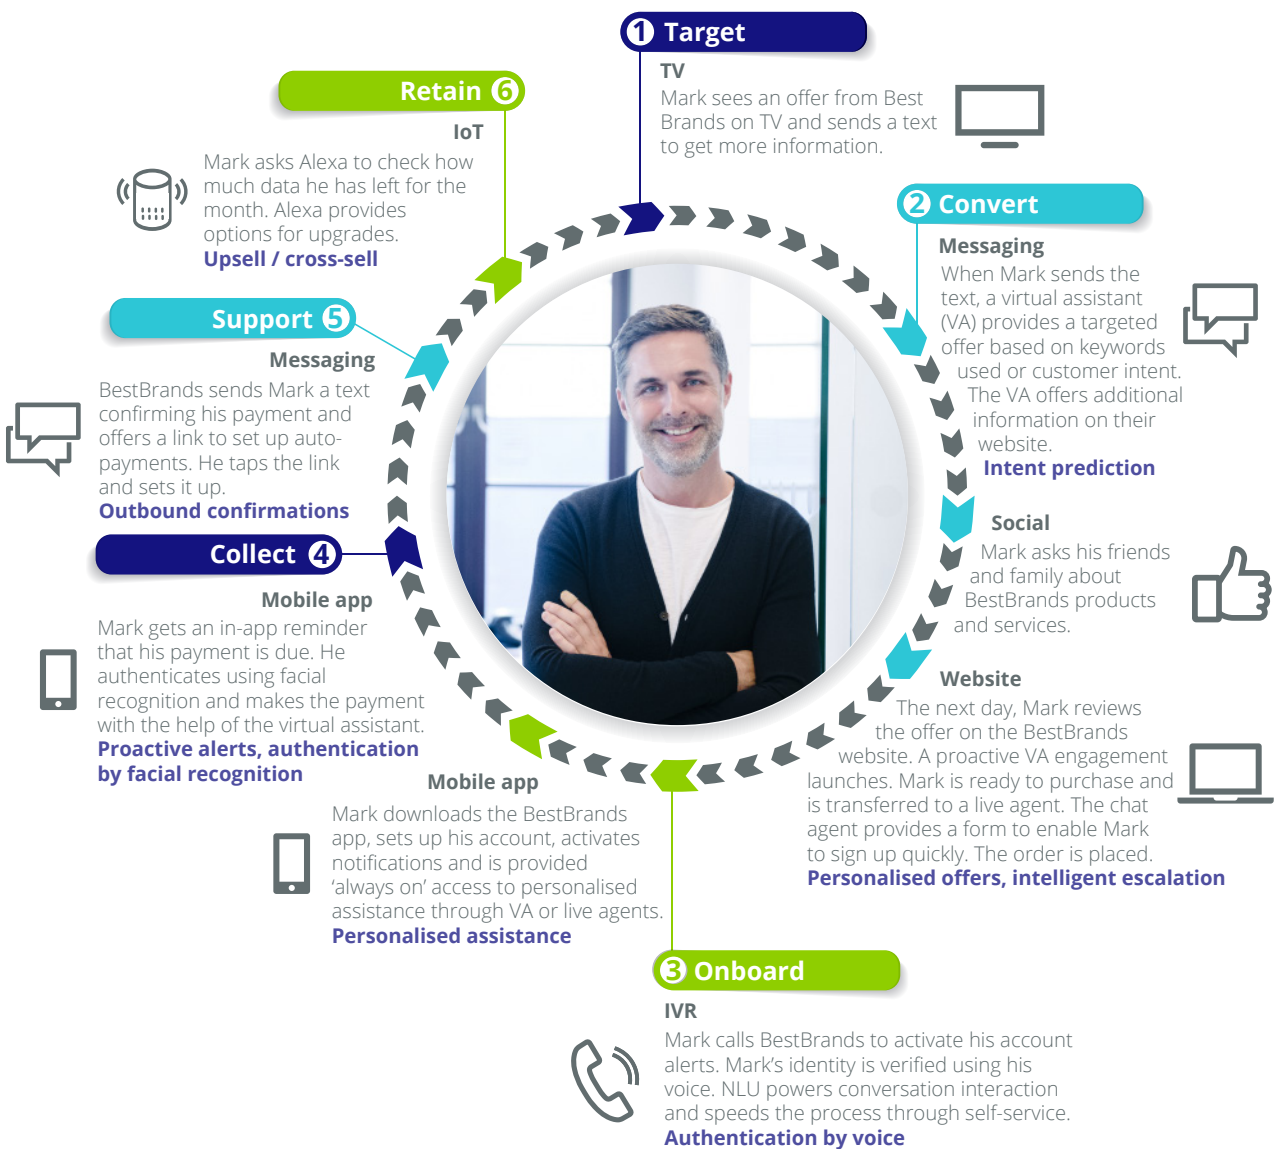 1 Target
TV
Mark sees an offer from Best
Brands on TV and sends a text
to get more information.
2 Convert
Messaging
When Mark sends the
text, a virtual assistant
(VA) provides a targeted
offer based on keywords
used or customer intent.
The VA offers additional
information on their
website.
Intent prediction
Social
Mark asks his friends
and family about
BestBrands products
and services.
Website
The next day, Mark reviews
the offer on the BestBrands
website. A proactive VA engagement
launches. Mark is ready to purchase and
is transferred to a live agent. The chat
agent provides a form to enable Mark
to sign up quickly. The order is placed.
Personalised offers, intelligent escalation
3 Onboard
IVR
Mark calls BestBrands to activate his account
alerts. Mark’s identity is verified using his
voice. NLU powers conversation interaction
and speeds the process through self-service.
Authentication by voice
Mobile app
Mark downloads the BestBrands
app, sets up his account, activates
notifications and is provided
‘always on’ access to personalised
assistance through VA or live agents.
Personalised assistance
Collect 4
Mobile app
Mark gets an in-app reminder
that his payment is due. He
authenticates using facial
recognition and makes the payment
with the help of the virtual assistant.
Proactive alerts, authentication
by facial recognition
Support 5
Messaging
BestBrands sends Mark a text
confirming his payment and
offers a link to set up auto-
payments. He taps the link
and sets it up.
Outbound confirmations
Retain 6
IoT
Mark asks Alexa to check how
much data he has left for the
month. Alexa provides
options for upgrades.
Upsell / cross-sell